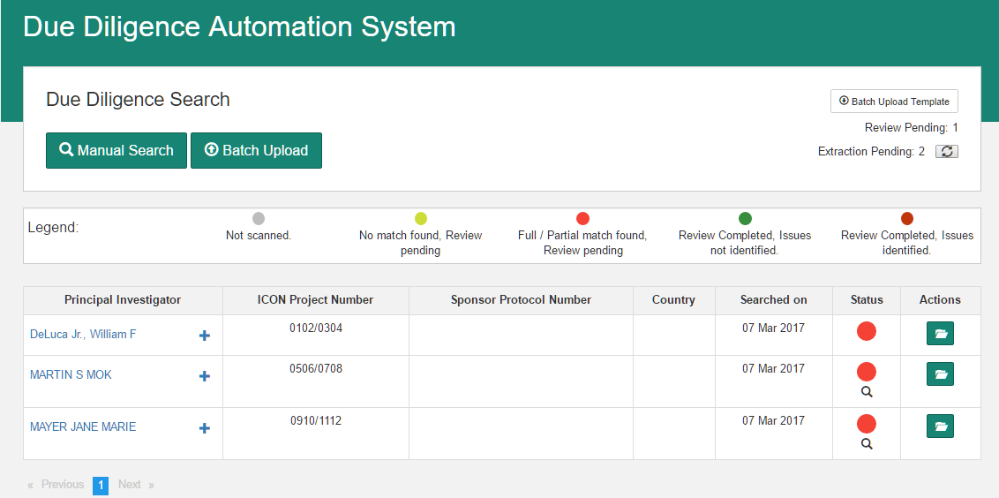 Due Diligence Automation System
Due Diligence Search
Batch Upload Template
Review Pending: 1
Manual Search
Batch Upload
Extraction Pending: 2
Legend:
Not scanned.
No match found, Review
pending
Full / Partial match found,
Review pending
Review Completed, Issues
not identified.
Review Completed, Issues
identified.
Principal Investigator ICON Project Number Sponsor Protocol Number Country Searched on Status Actions
DeLuca Jr., William F 0102/0304 07 Mar 2017
MARTIN S MOK 0506/0708 07 Mar 2017
MAYER JANE MARIE 0910/1112 07 Mar 2017
« Previous 1 Next »